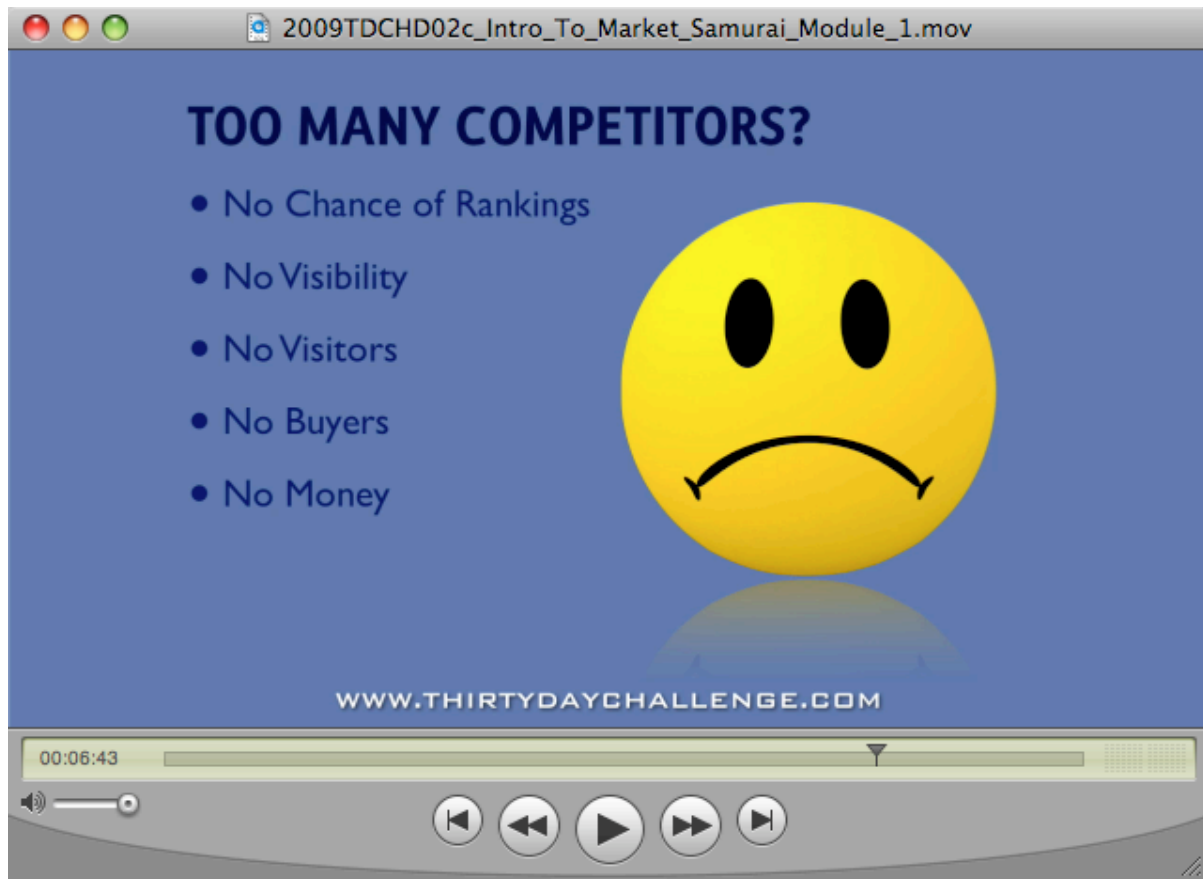 2009TDCHD02c_Intro_To_Market_Samurai_Module_1.mov
TOO MANY COMPETITORS?
• No Chance of Rankings
• No Visibility
• No Visitors
• No Buyers
• No Money
WWW.THIRTYDAYCHALLENGE.COM
00:06:43